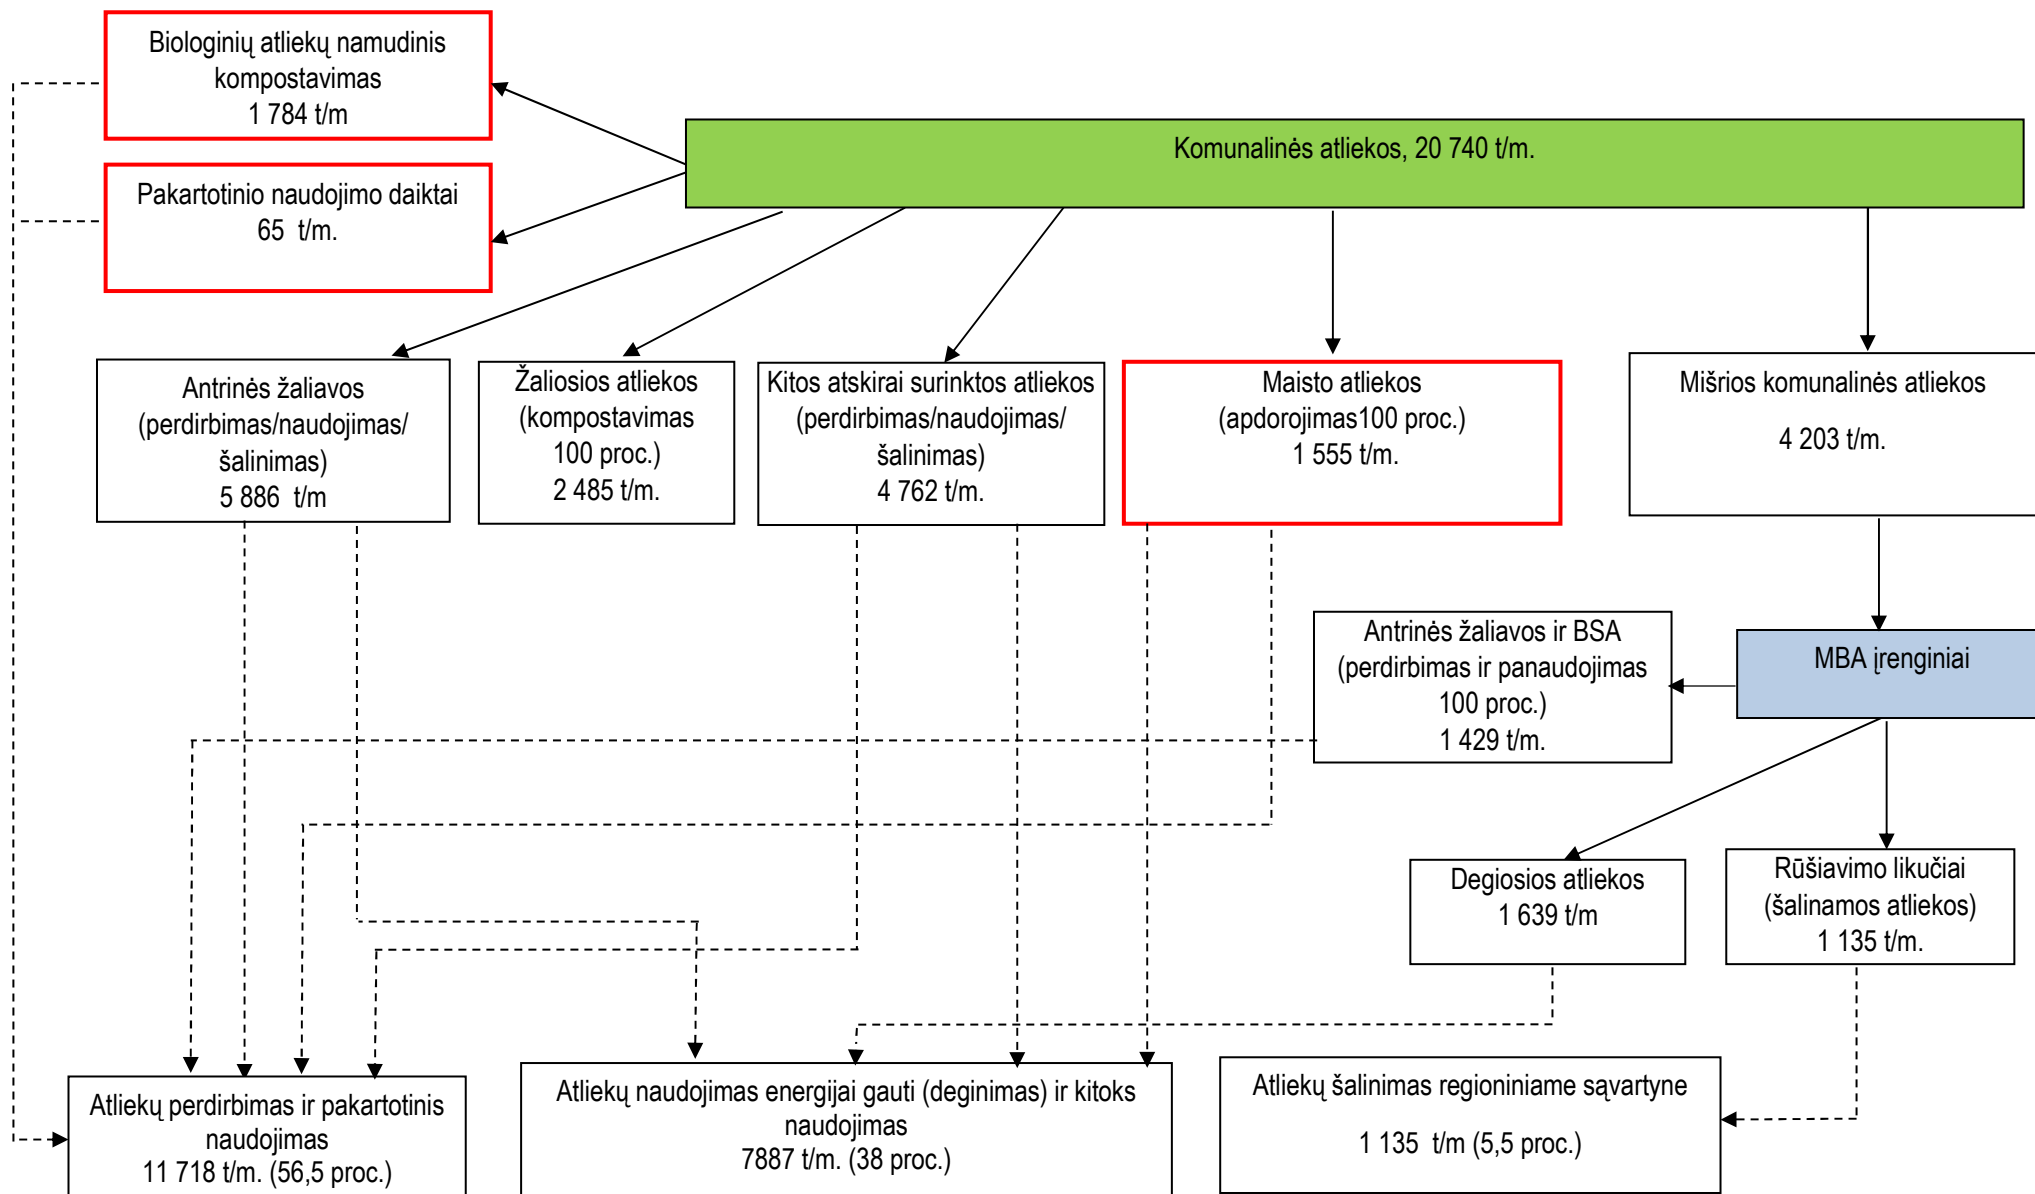 Biologinių atliekų namudinis
kompostavimas
1 784 t/m
Komunalinės atliekos, 20 740 t/m.
Pakartotinio naudojimo daiktai
65  t/m.
Antrinės žaliavos
(perdirbimas/naudojimas/
šalinimas)
5 886  t/m
Žaliosios atliekos
(kompostavimas
100 proc.)
2 485 t/m.
Kitos atskirai surinktos atliekos
(perdirbimas/naudojimas/
šalinimas)
4 762 t/m.
Maisto atliekos
(apdorojimas100 proc.)
1 555 t/m.
Mišrios komunalinės atliekos
4 203 t/m.
Antrinės žaliavos ir BSA
(perdirbimas ir panaudojimas
100 proc.)
1 429 t/m.
MBA įrenginiai
Degiosios atliekos
1 639 t/m
Rūšiavimo likučiai
(šalinamos atliekos)
1 135 t/m.
Atliekų perdirbimas ir pakartotinis
naudojimas
11 718 t/m. (56,5 proc.)
Atliekų naudojimas energijai gauti (deginimas) ir kitoks
naudojimas
7887 t/m. (38 proc.)
Atliekų šalinimas regioniniame sąvartyne
1 135  t/m (5,5 proc.)